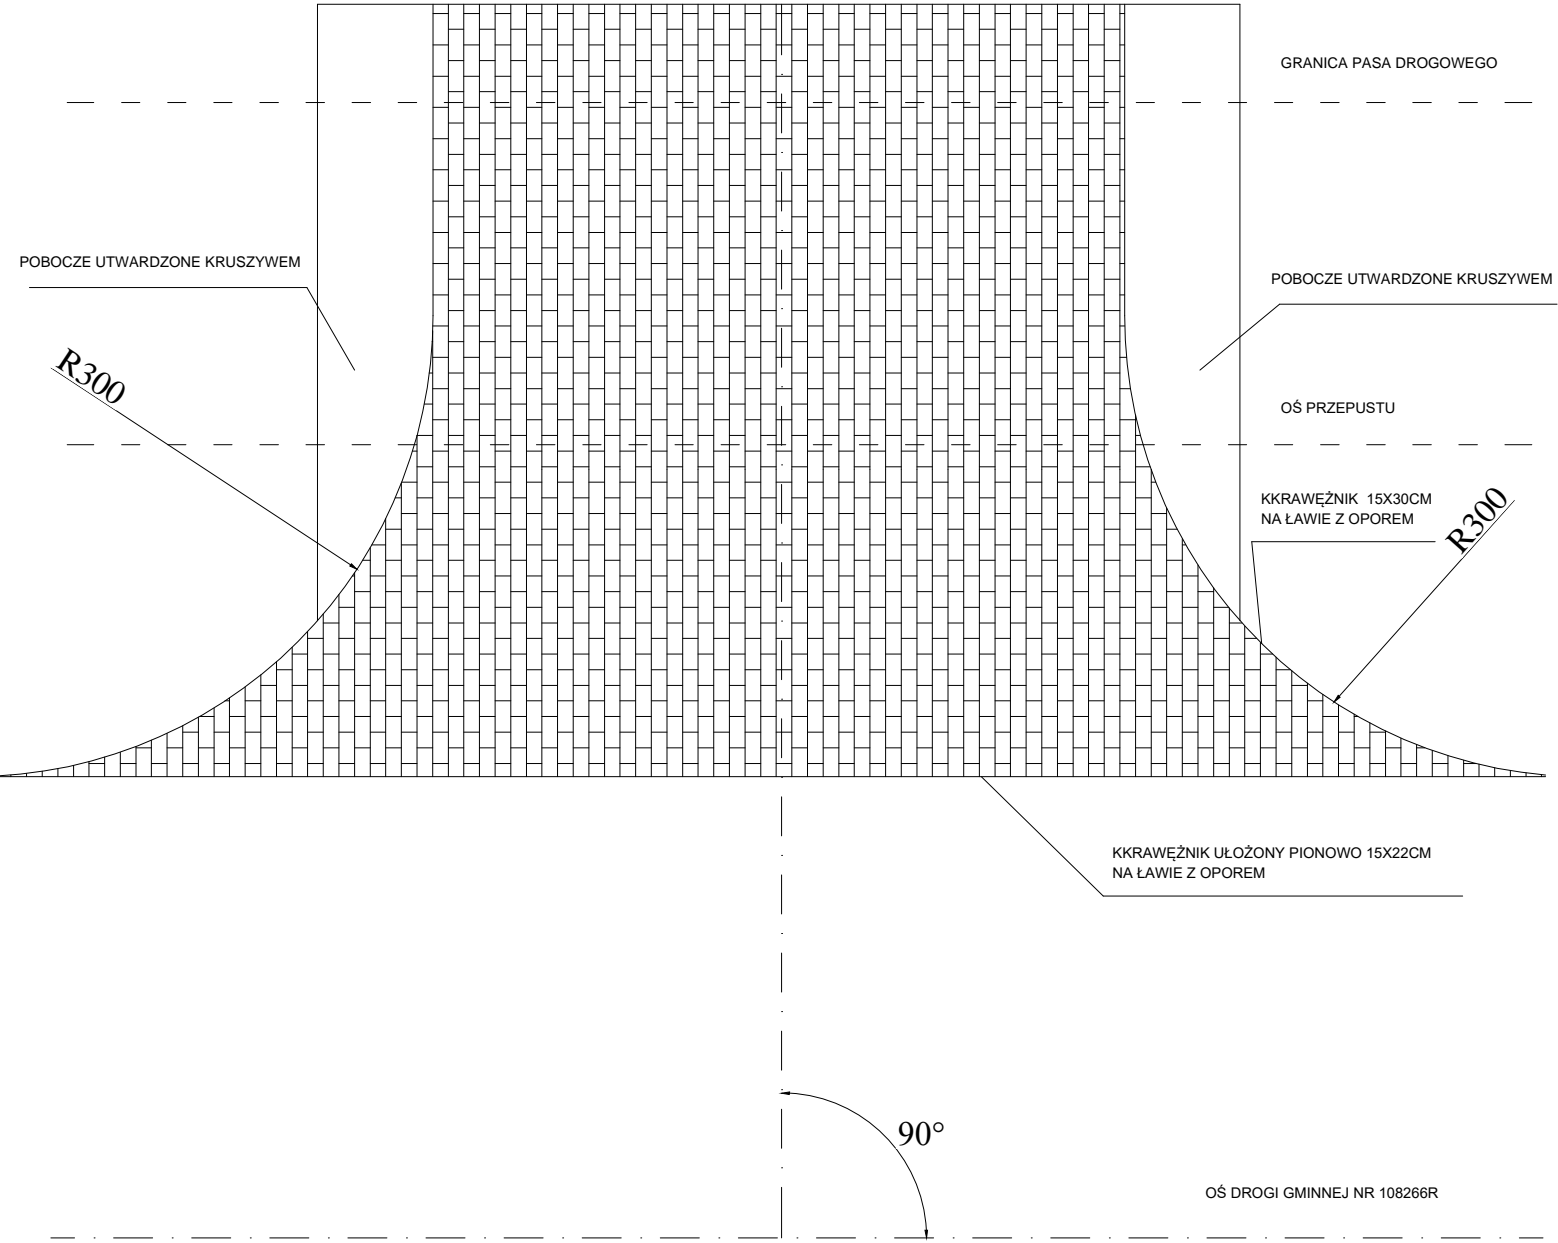 GRANICA PASA DROGOWEGO
POBOCZE UTWARDZONE KRUSZYWEM
POBOCZE UTWARDZONE KRUSZYWEM
R300
OŚ PRZEPUSTU
KKRAWĘŻNIK 15X30CM
NA ŁAWIE Z OPOREM
R300
KKRAWĘŻNIK UŁOŻONY PIONOWO 15X22CM
NA ŁAWIE Z OPOREM
90°
OŚ DROGI GMINNEJ NR 108266R